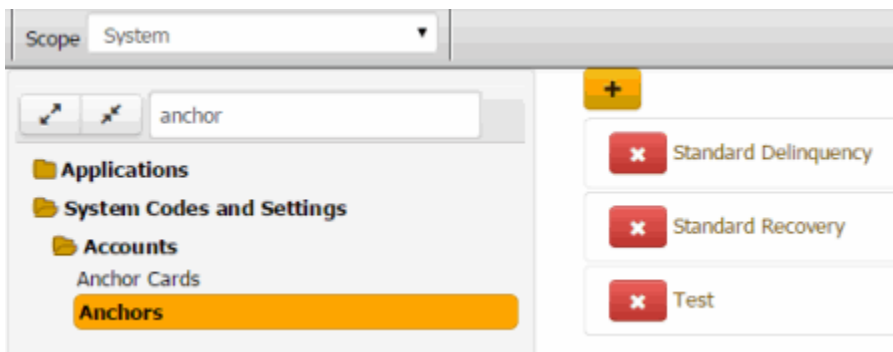 Scope System
anchor
Applications
System Codes and Settings
Accounts
Anchor Cards
Anchors
Standard Delinquency
Standard Recovery
Test